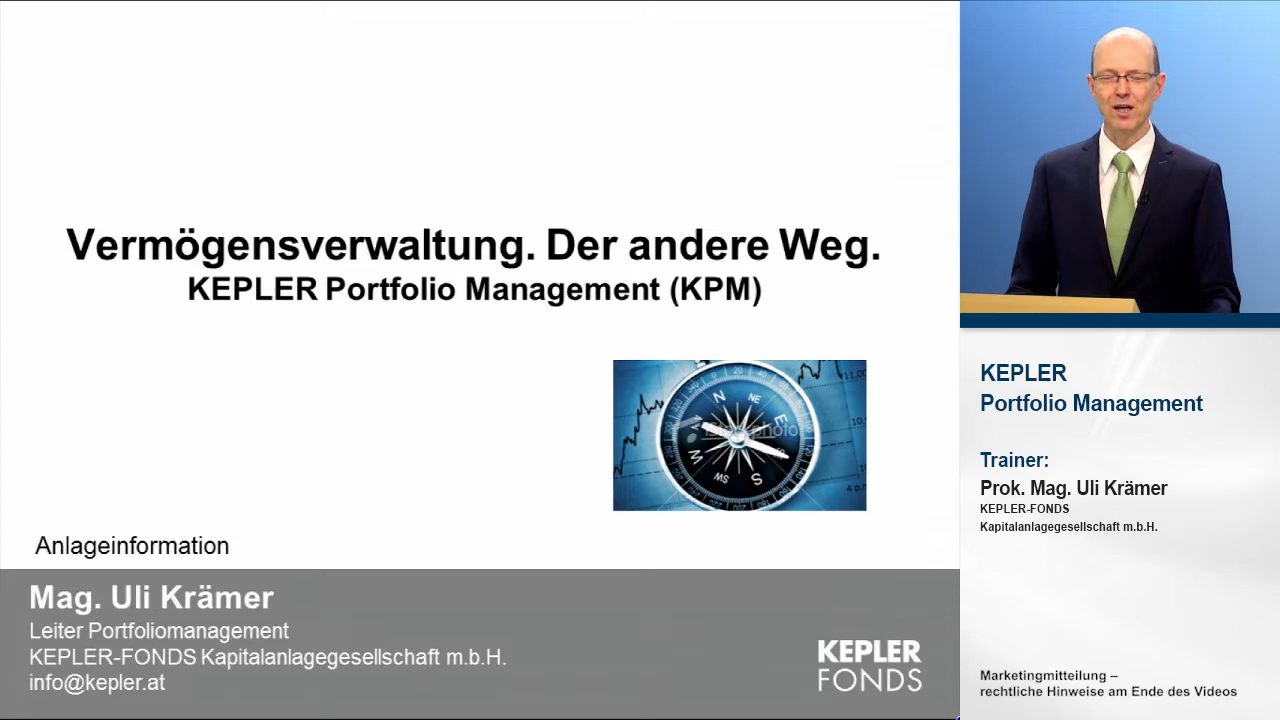 Vermögensverwaltung. Der andere Weg.
KEPLER Portfolio Management (KPM)
Anlageinformation
Mag. Uli Krämer
Leiter Portfoliomanagement
KEPLER-FONDS Kapitalanlagegesellschaft m.b.H.
info@kepler.at
KEPLER
FONDS
KEPLER
Portfolio Management
Trainer:
Prok. Mag. Uli Krämer
KEPLER-FONDS
Kapitalanlagegesellschaft m.b.H.
Marketingmitteilung –
rechtliche Hinweise am Ende des Videos